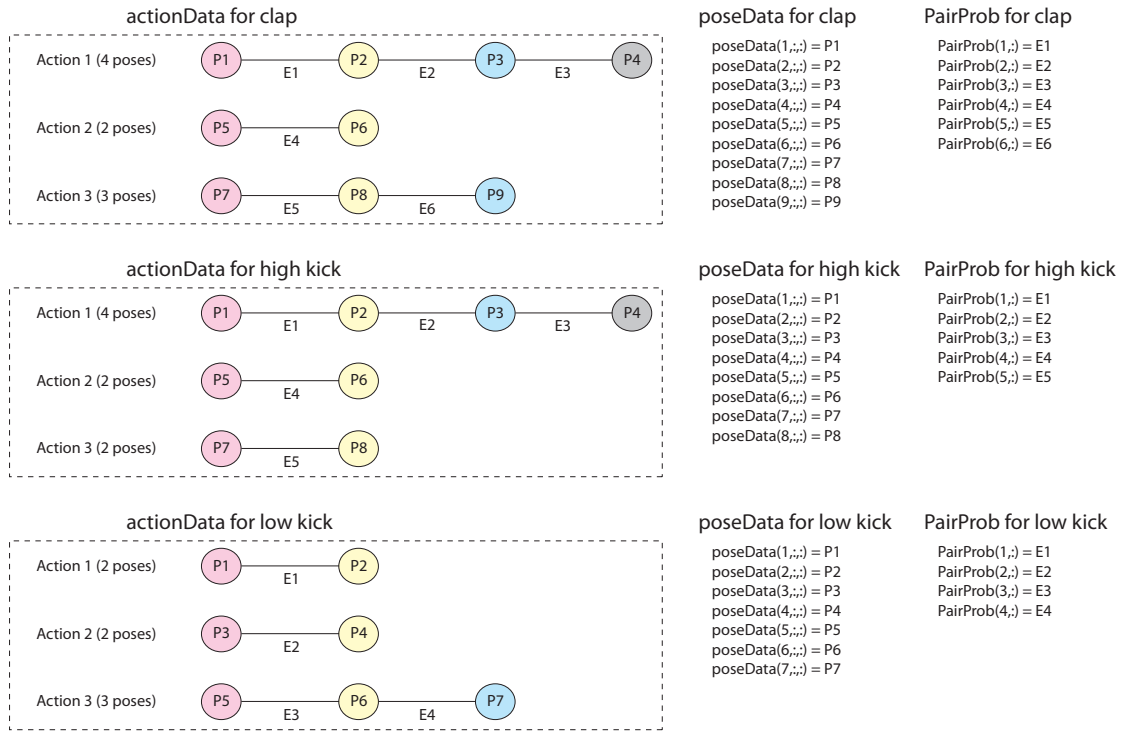 actionData for clap
Action 1 (4 poses)
P1
E1
P2
E2
P3
E3
P4
Action 2 (2 poses)
P5
E4
P6
Action 3 (3 poses)
P7
E5
P8
E6
P9
poseData for clap
poseData(1,:,:) = P1
poseData(2,:,:) = P2
poseData(3,:,:) = P3
poseData(4,:,:) = P4
poseData(5,:,:) = P5
poseData(6,:,:) = P6
poseData(7,:,:) = P7
poseData(8,:,:) = P8
poseData(9,:,:) = P9
PairProb for clap
PairProb(1,:) = E1
PairProb(2,:) = E2
PairProb(3,:) = E3
PairProb(4,:) = E4
PairProb(5,:) = E5
PairProb(6,:) = E6
actionData for high kick
Action 1 (4 poses)
P1
E1
P2
E2
P3
E3
P4
Action 2 (2 poses)
P5
E4
P6
Action 3 (2 poses)
P7
E5
P8
poseData for high kick
poseData(1,:,:) = P1
poseData(2,:,:) = P2
poseData(3,:,:) = P3
poseData(4,:,:) = P4
poseData(5,:,:) = P5
poseData(6,:,:) = P6
poseData(7,:,:) = P7
poseData(8,:,:) = P8
PairProb for high kick
PairProb(1,:) = E1
PairProb(2,:) = E2
PairProb(3,:) = E3
PairProb(4,:) = E4
PairProb(5,:) = E5
actionData for low kick
Action 1 (2 poses)
P1
E1
P2
Action 2 (2 poses)
P3
E2
P4
Action 3 (3 poses)
P5
E3
P6
E4
P7
poseData for low kick
poseData(1,:,:) = P1
poseData(2,:,:) = P2
poseData(3,:,:) = P3
poseData(4,:,:) = P4
poseData(5,:,:) = P5
poseData(6,:,:) = P6
poseData(7,:,:) = P7
PairProb for low kick
PairProb(1,:) = E1
PairProb(2,:) = E2
PairProb(3,:) = E3
PairProb(4,:) = E4